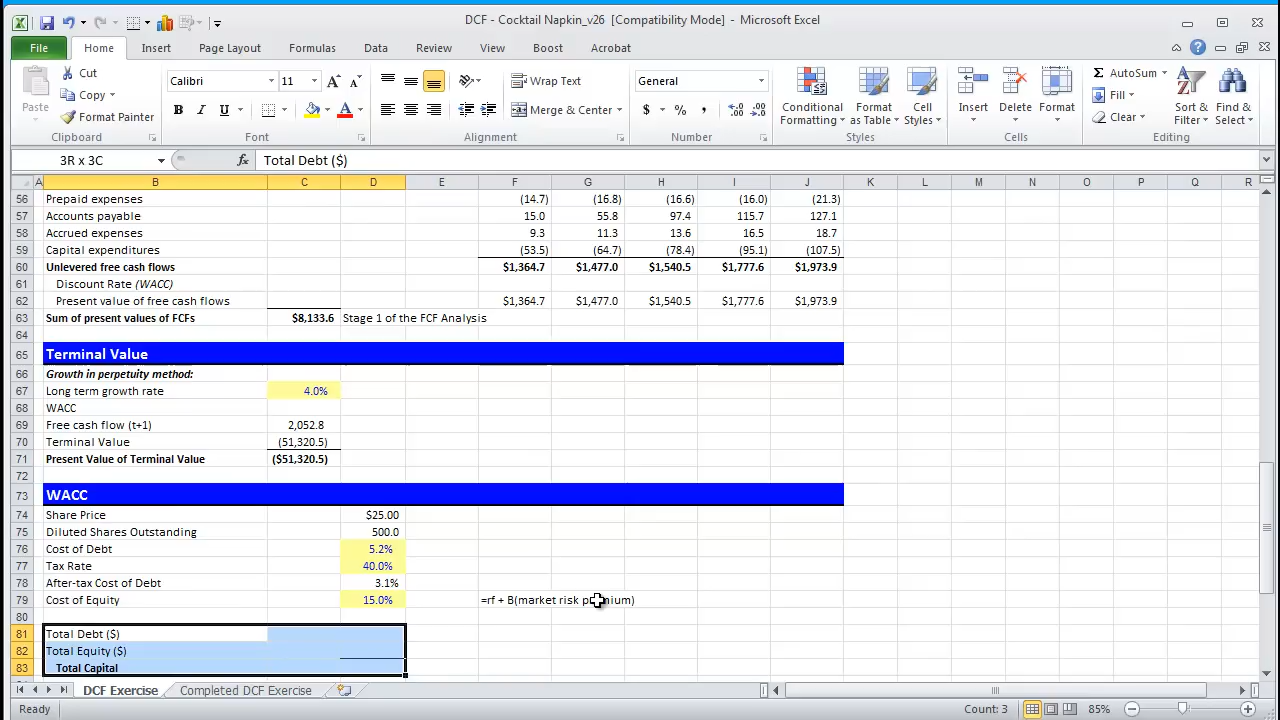 DCF - Cocktail Napkin_v26 [Compatibility Mode] - Microsoft Excel
File Home Insert Page Layout Formulas Data Review View Boost Acrobat
Paste
Cut
Copy
Format Painter
Clipboard
Calibri 11
B I U
Font
Wrap Text
Merge & Center
Alignment
General
$ % ,
Number
Conditional Formatting
Format as Table
Cell Styles
Styles
Insert Delete Format
Cells
AutoSum
Fill
Clear
Sort & Filter
Find & Select
Editing
3R x 3C fx Total Debt ($)
A B C D E F G H I J K L M N O P Q R
56 Prepaid expenses (14.7) (16.8) (16.6) (16.0) (21.3)
57 Accounts payable 15.0 55.8 97.4 115.7 127.1
58 Accrued expenses 9.3 11.3 13.6 16.5 18.7
59 Capital expenditures (53.5) (64.7) (78.4) (95.1) (107.5)
60 Unlevered free cash flows $1,364.7 $1,477.0 $1,540.5 $1,777.6 $1,973.9
61 Discount Rate (WACC)
62 Present value of free cash flows $1,364.7 $1,477.0 $1,540.5 $1,777.6 $1,973.9
63 Sum of present values of FCFs $8,133.6 Stage 1 of the FCF Analysis
64
65 Terminal Value
66 Growth in perpetuity method:
67 Long term growth rate 4.0%
68 WACC
69 Free cash flow (t+1) 2,052.8
70 Terminal Value (51,320.5)
71 Present Value of Terminal Value ($51,320.5)
72
73 WACC
74 Share Price $25.00
75 Diluted Shares Outstanding 500.0
76 Cost of Debt 5.2%
77 Tax Rate 40.0%
78 After-tax Cost of Debt 3.1%
79 Cost of Equity 15.0% =rf + B(market risk premium)
80
81 Total Debt ($)
82 Total Equity ($)
83 Total Capital
DCF Exercise Completed DCF Exercise
Ready Count: 3 85%